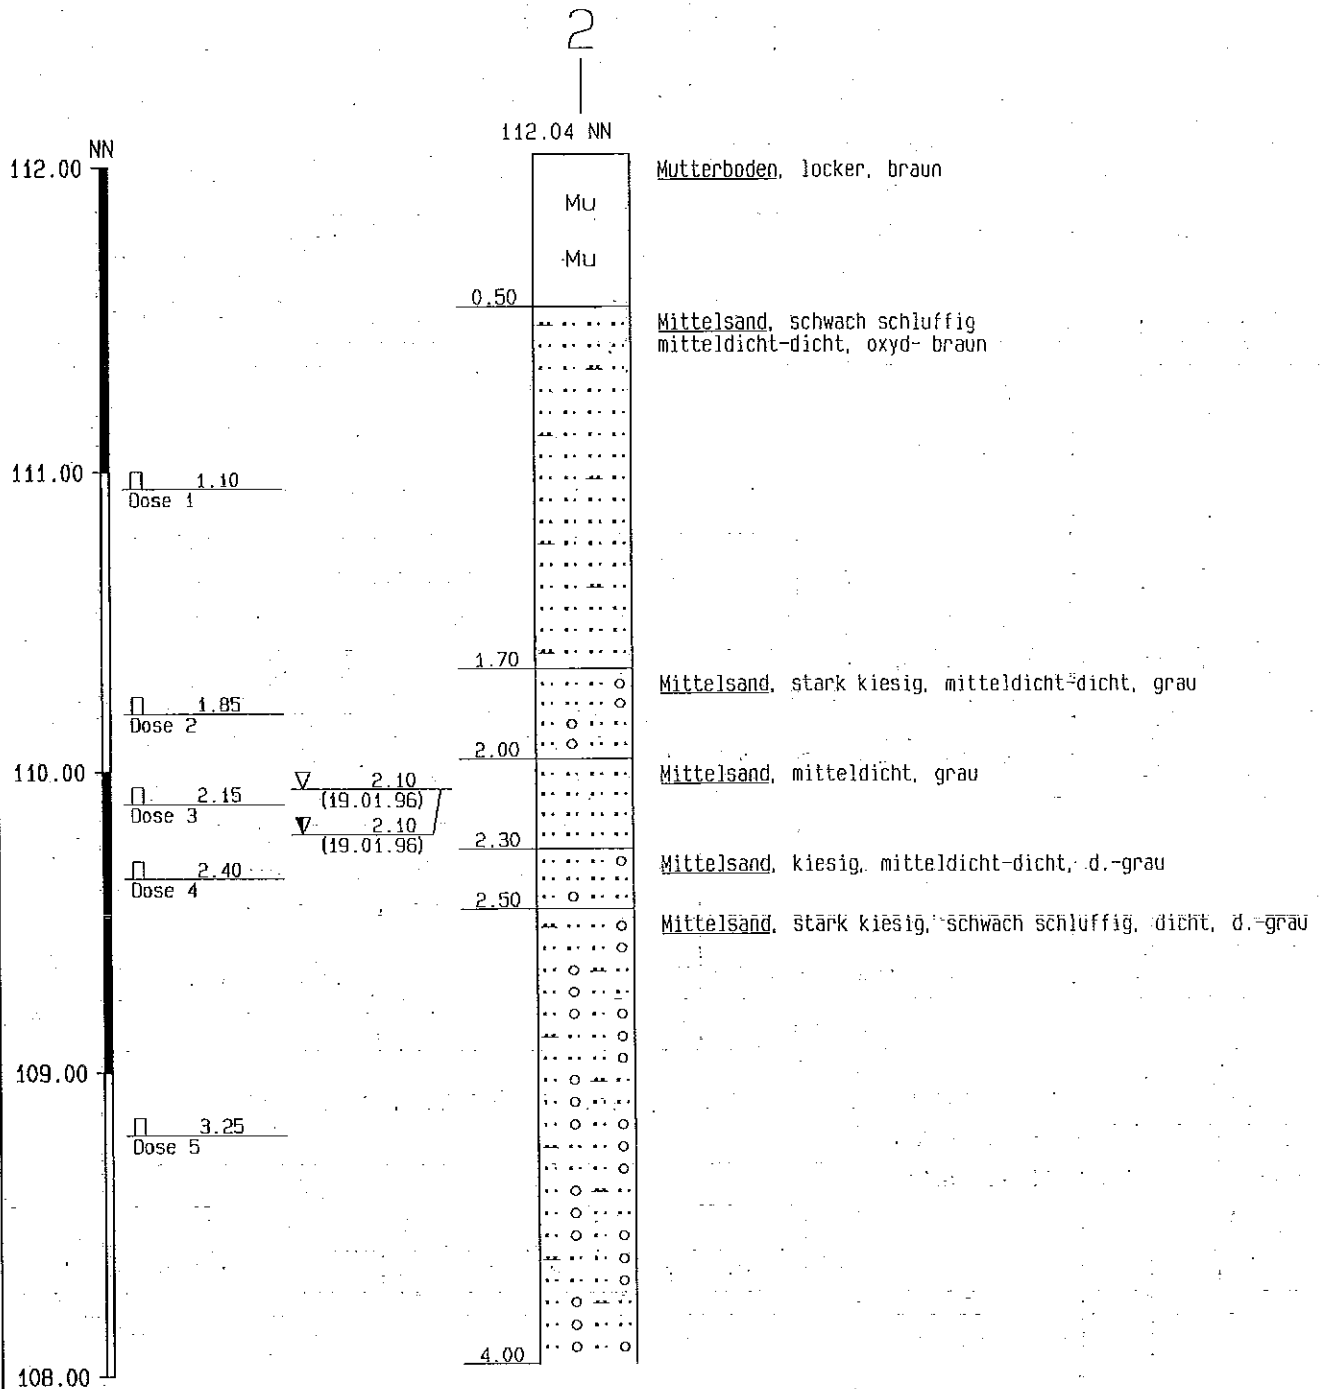 2
112.04 NN
NN
112.00
Mutterboden, locker, braun
Mu
Mu
0.50
Mittelsand, schwach schluffig
mitteldicht-dicht, oxyd- braun
111.00
1.10
Dose 1
1.70
Mittelsand, stark kiesig, mitteldicht-dicht, grau
1.85
Dose 2
2.00
110.00
Mittelsand, mitteldicht, grau
2.10
(19.01.96)
2.15
Dose 3
2.10
(19.01.96)
2.30
Mittelsand, kiesig, mitteldicht-dicht, d.-grau
2.40
Dose 4
2.50
Mittelsand, stark kiesig, schwach schluffig, dicht, d.-grau
109.00
3.25
Dose 5
4.00
108.00